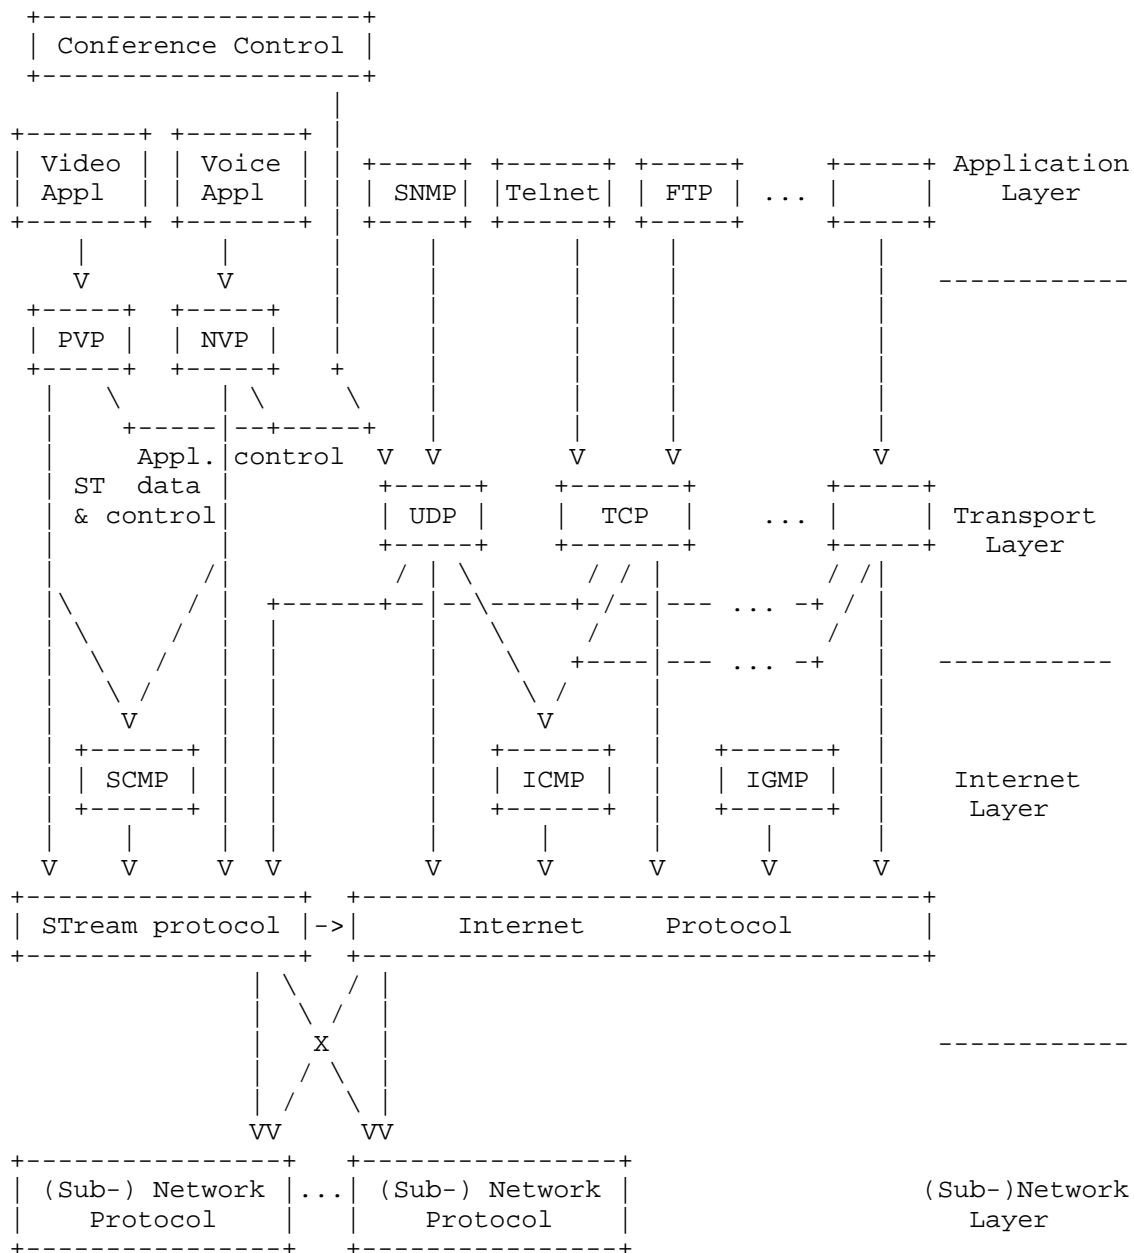 Conference Control
Video Voice Application
Appl Appl SNMP Telnet FTP ... Layer
PVP NVP
Appl. control
ST data
& control UDP TCP ... Transport
Layer
...
...
SCMP ICMP IGMP Internet
Layer
STream protocol -> Internet Protocol
X
(Sub-) Network ... (Sub-) Network (Sub-)Network
Protocol Protocol Layer